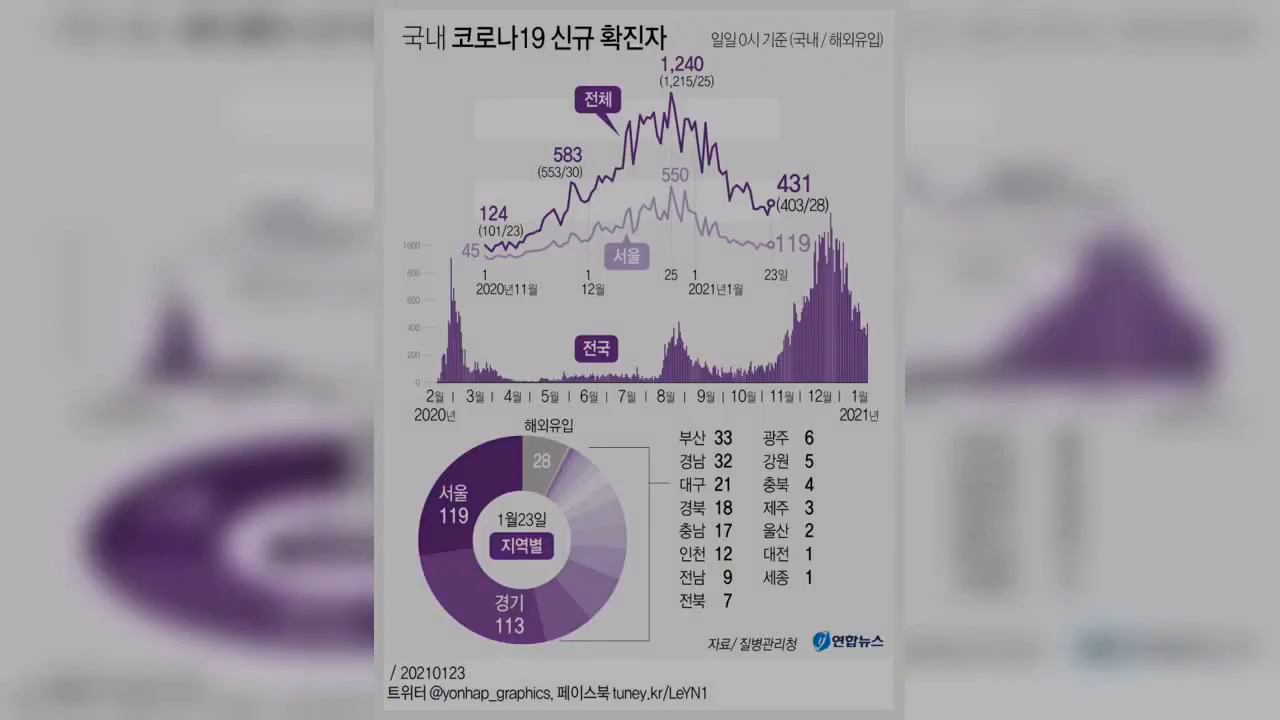 국내 코로나19 신규 확진자 일일 0시 기준 (국내 / 해외유입)
1,240
(1,215/25)
전체
583
(553/30)
550
431
(403/28)
124
(101/23)
45
119
서울
1 1 25 1 23일
2020년11월 12월 2021년1월
1000
800
600
400
200
0
전국
2월 3월 4월 5월 6월 7월 8월 9월 10월 11월 12월 1월
2020년 2021년
해외유입
28
서울
119
1월23일
지역별
경기
113
부산 33 광주 6
경남 32 강원 5
대구 21 충북 4
경북 18 제주 3
충남 17 울산 2
인천 12 대전 1
전남 9 세종 1
전북 7
자료/ 질병관리청 연합뉴스
/ 20210123
트위터 @yonhap_graphics, 페이스북 tuney.kr/LeYN1